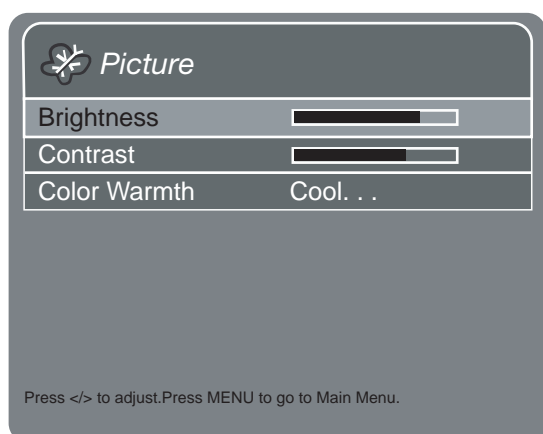 Picture
Brightness
Contrast
Color Warmth Cool. . .
Press </> to adjust.Press MENU to go to Main Menu.